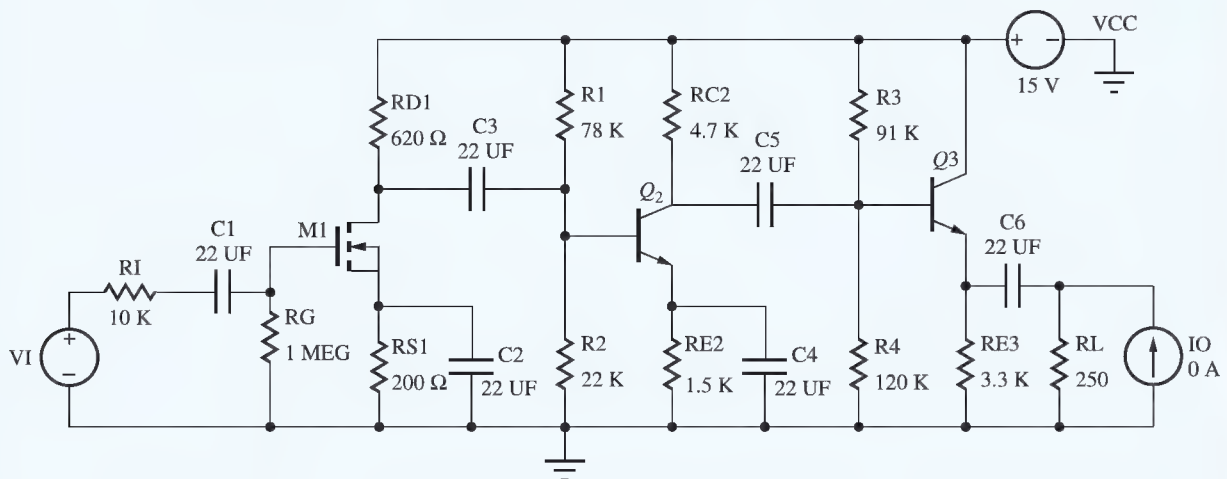 VCC
+ −
15 V
RD1
620 Ω
C3
22 UF
R1
78 K
RC2
4.7 K
C5
22 UF
R3
91 K
Q3
Q2
C1
22 UF
M1
C6
22 UF
RI
10 K
RG
1 MEG
RS1
200 Ω
C2
22 UF
R2
22 K
RE2
1.5 K
C4
22 UF
R4
120 K
RE3
3.3 K
RL
250
IO
0 A
VI
+
−